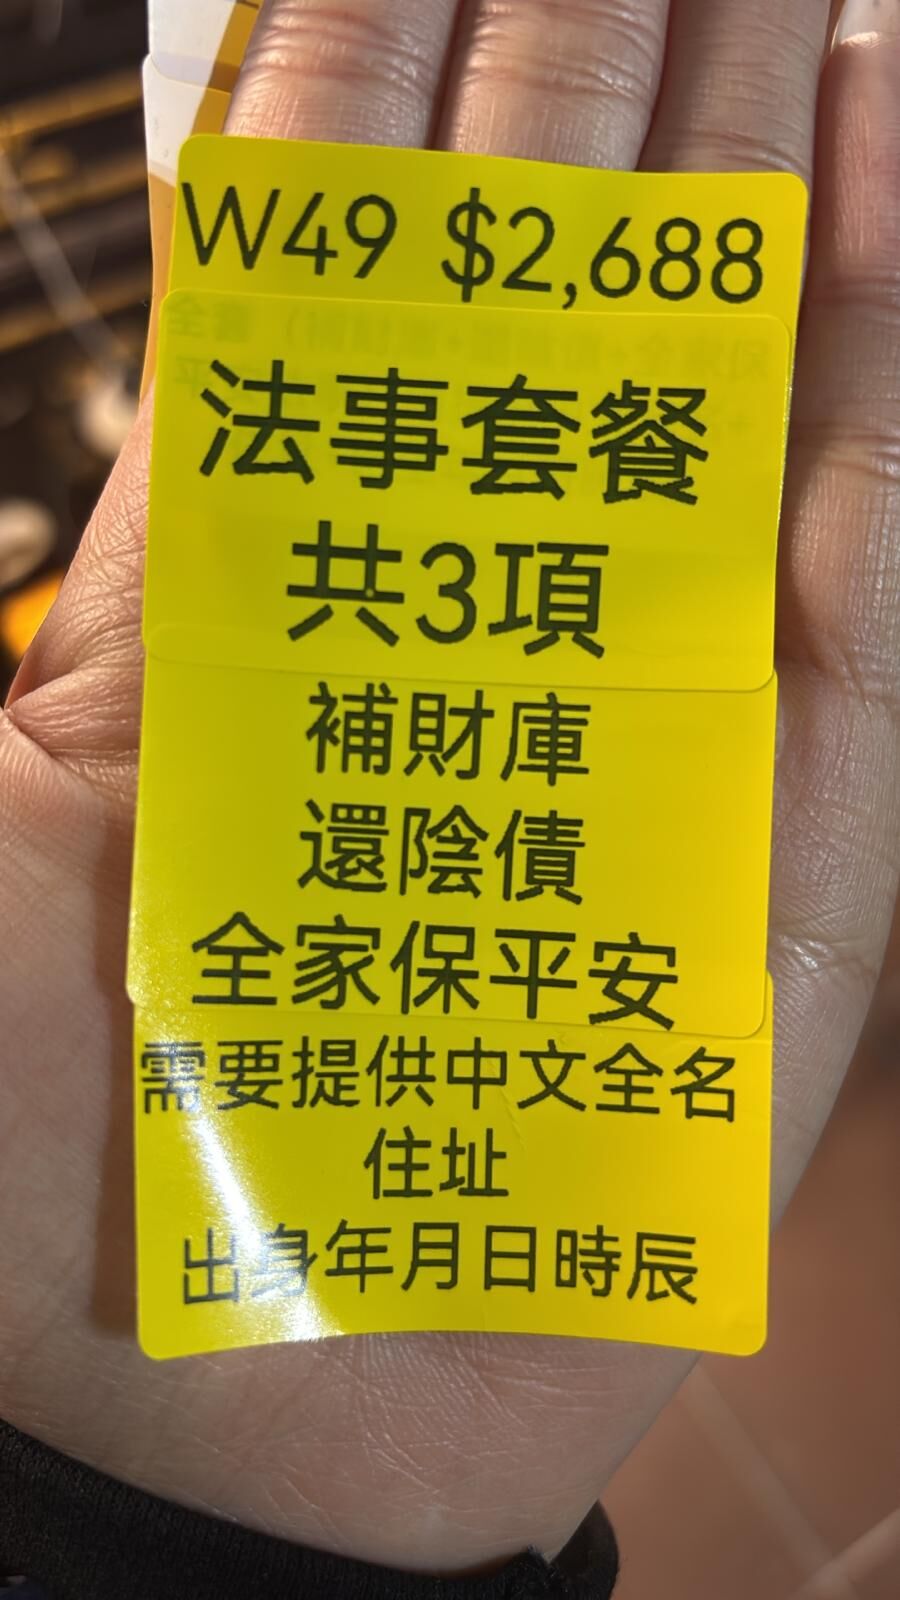 W49 $2,688
法事套餐
共3項
補財庫
還陰債
全家保平安
需要提供中文全名
住址
出身年月日時辰